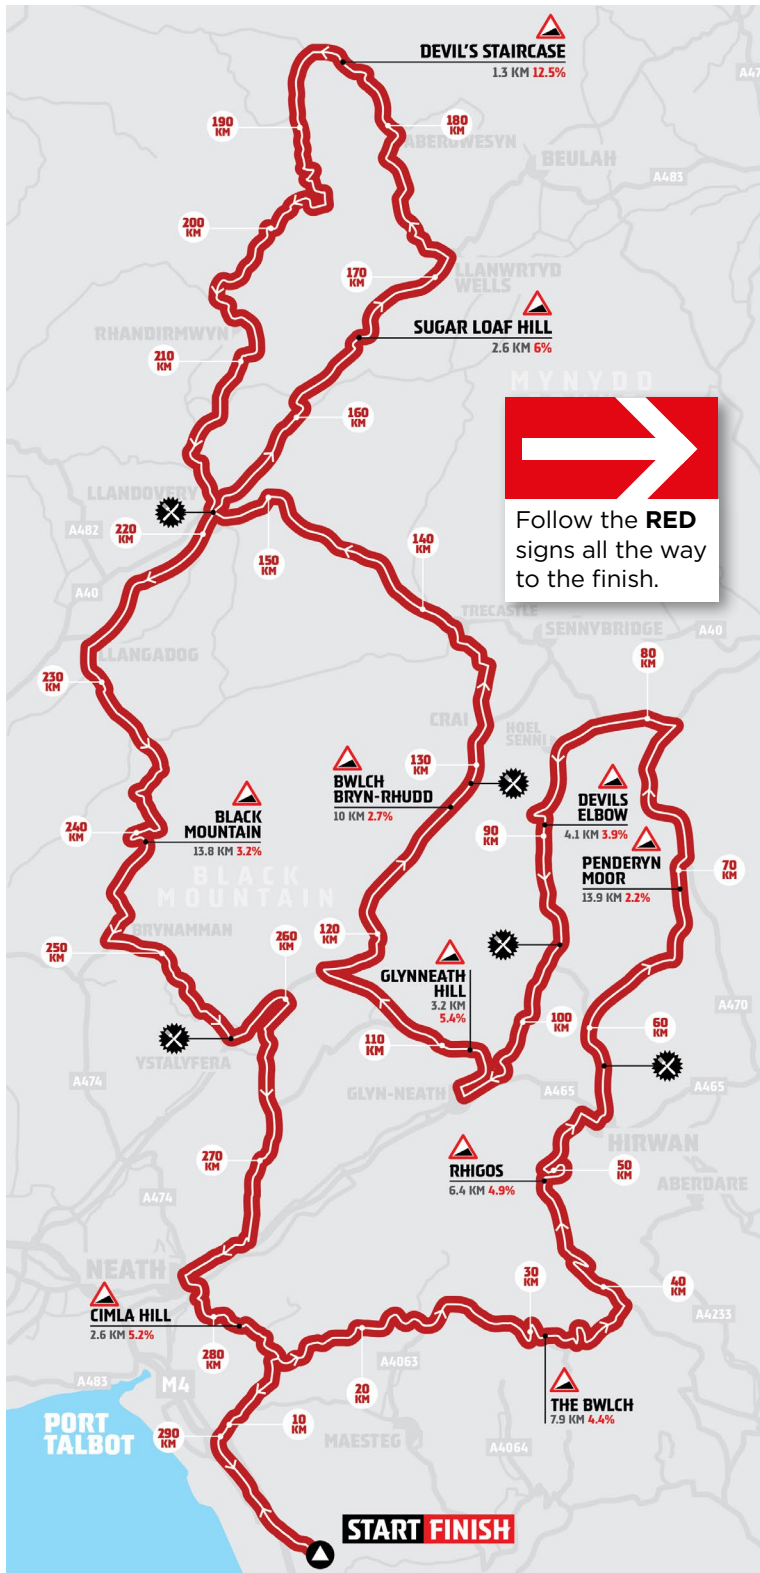 DEVIL'S STAIRCASE
1.3 KM 12.5%
A47
190
KM
180
KM
ABERGWESYN
BEULAH
A483
200
KM
170
KM
LLANWRTYD
WELLS
SUGAR LOAF HILL
2.6 KM 6%
RHANDIRMWYN
210
KM
MYNYDD
160
KM
Follow the RED
signs all the way
to the finish.
LLANDOVERY
A482
220
KM
150
KM
140
KM
A40
TRECASTLE
SENNYBRIDGE
A40
LLANGADOG
80
KM
230
KM
CRAI
HOEL
SENNI
130
KM
BWLCH
BRYN-RHUDD
10 KM 2.7%
DEVILS
ELBOW
4.1 KM 3.9%
90
KM
BLACK
MOUNTAIN
13.8 KM 3.2%
240
KM
PENDERYN
MOOR
13.9 KM 2.2%
70
KM
BLACK
MOUNTAIN
BRYNAMMAN
250
KM
260
KM
120
KM
GLYNNEATH
HILL
3.2 KM
5.4%
A470
100
KM
60
KM
110
KM
YSTALYFERA
A474
GLYN-NEATH
A465
A465
HIRWAN
270
KM
RHIGOS
6.4 KM 4.9%
50
KM
ABERDARE
A474
NEATH
30
KM
40
KM
A4233
CIMLA HILL
2.6 KM 5.2%
280
KM
A4063
20
KM
A483
M4
THE BWLCH
7.9 KM 4.4%
PORT
TALBOT
290
KM
10
KM
MAESTEG
A4064
START FINISH